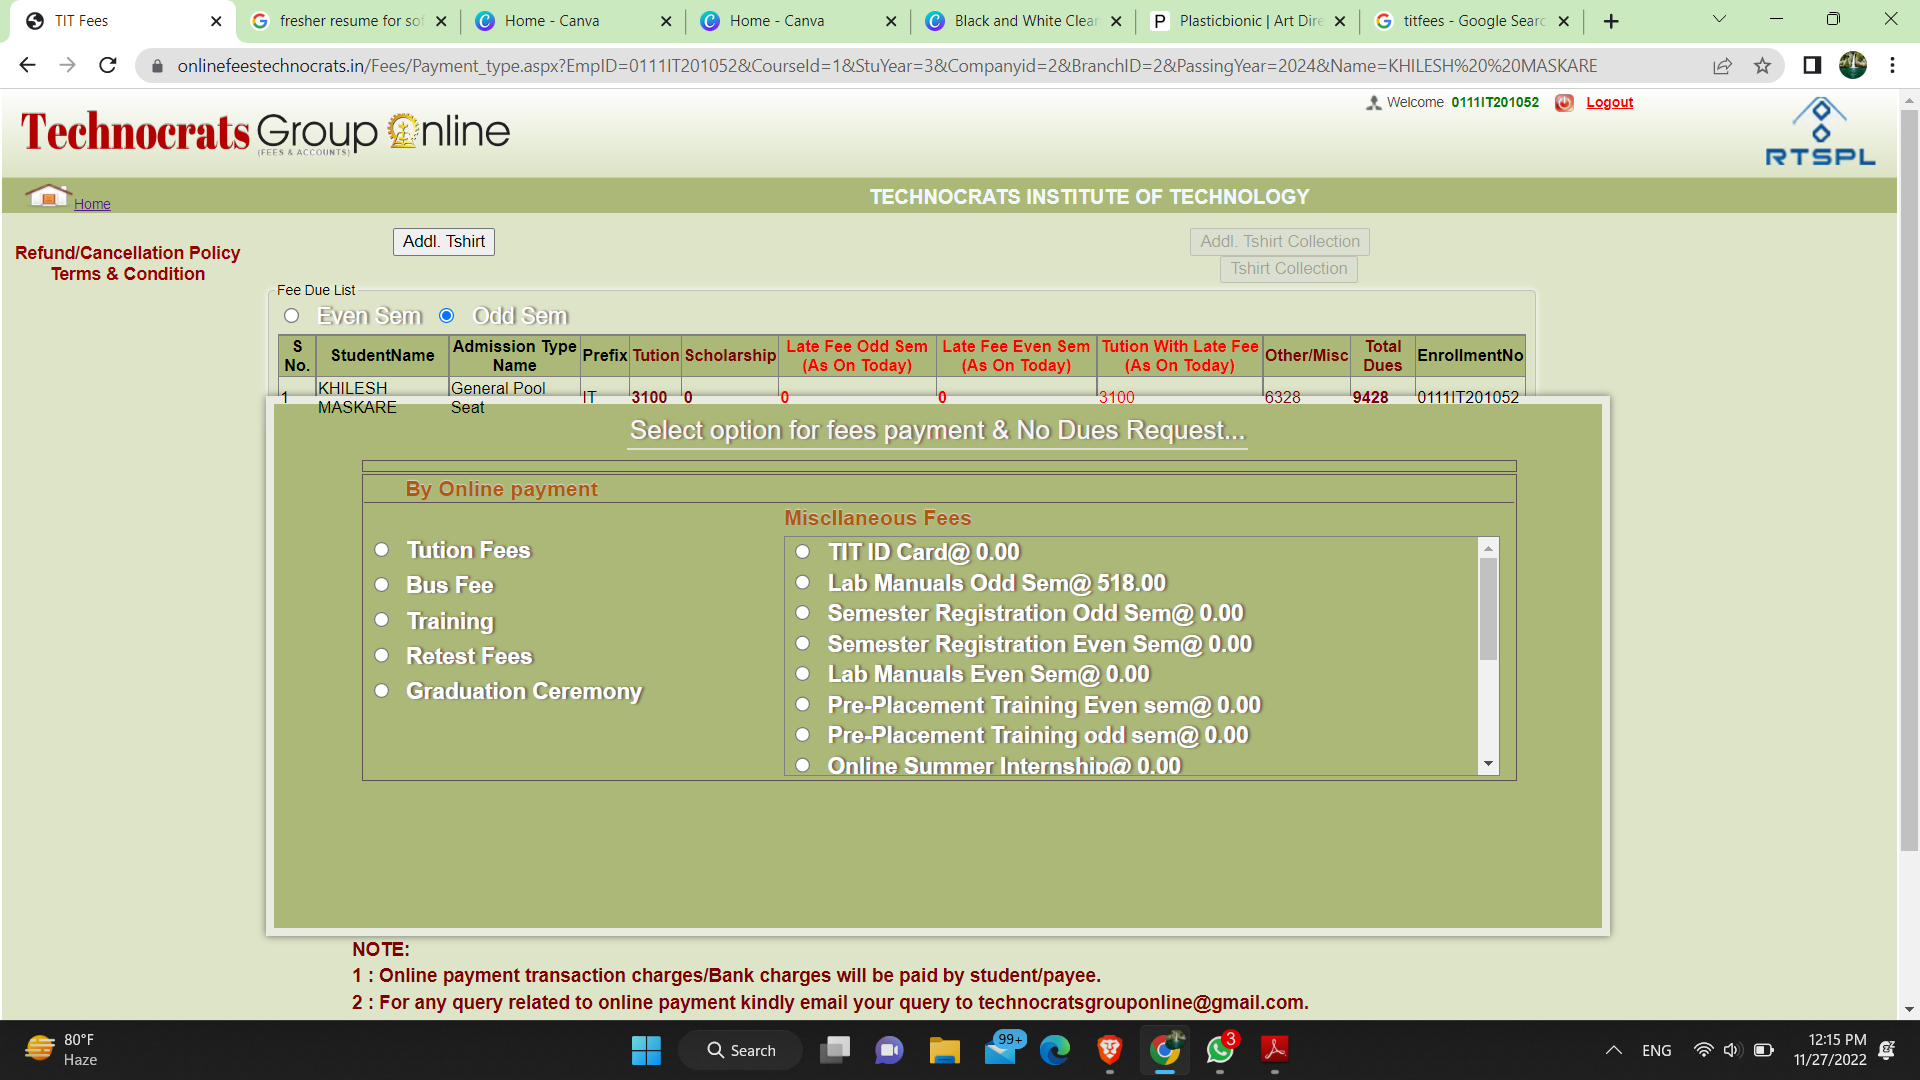 TIT Fees
fresher resume for sof
Home - Canva
Home - Canva
Black and White Clean
Plasticbionic | Art Dire
titfees - Google Searc
onlinefeestechnocrats.in/Fees/Payment_type.aspx?EmpID=0111IT201052&CourseId=1&StuYear=3&Companyid=2&BranchID=2&PassingYear=2024&Name=KHILESH%20%20MASKARE
Welcome 0111IT201052 Logout
Technocrats Group Online
(FEES & ACCOUNTS)
RTSPL
Home
TECHNOCRATS INSTITUTE OF TECHNOLOGY
Refund/Cancellation Policy
Terms & Condition
Addl. Tshirt
Addl. Tshirt Collection
Tshirt Collection
Fee Due List
Even Sem Odd Sem
S No. StudentName Admission Type Name Prefix Tution Scholarship Late Fee Odd Sem (As On Today) Late Fee Even Sem (As On Today) Tution With Late Fee (As On Today) Other/Misc Total Dues EnrollmentNo
1 KHILESH MASKARE General Pool Seat IT 3100 0 0 0 3100 6328 9428 0111IT201052
Select option for fees payment & No Dues Request...
By Online payment
Tution Fees
Bus Fee
Training
Retest Fees
Graduation Ceremony
Miscllaneous Fees
TIT ID Card@ 0.00
Lab Manuals Odd Sem@ 518.00
Semester Registration Odd Sem@ 0.00
Semester Registration Even Sem@ 0.00
Lab Manuals Even Sem@ 0.00
Pre-Placement Training Even sem@ 0.00
Pre-Placement Training odd sem@ 0.00
Online Summer Internship@ 0.00
NOTE:
1 : Online payment transaction charges/Bank charges will be paid by student/payee.
2 : For any query related to online payment kindly email your query to technocratsgrouponline@gmail.com.
80°F
Haze
Search
99+
3
ENG
12:15 PM
11/27/2022